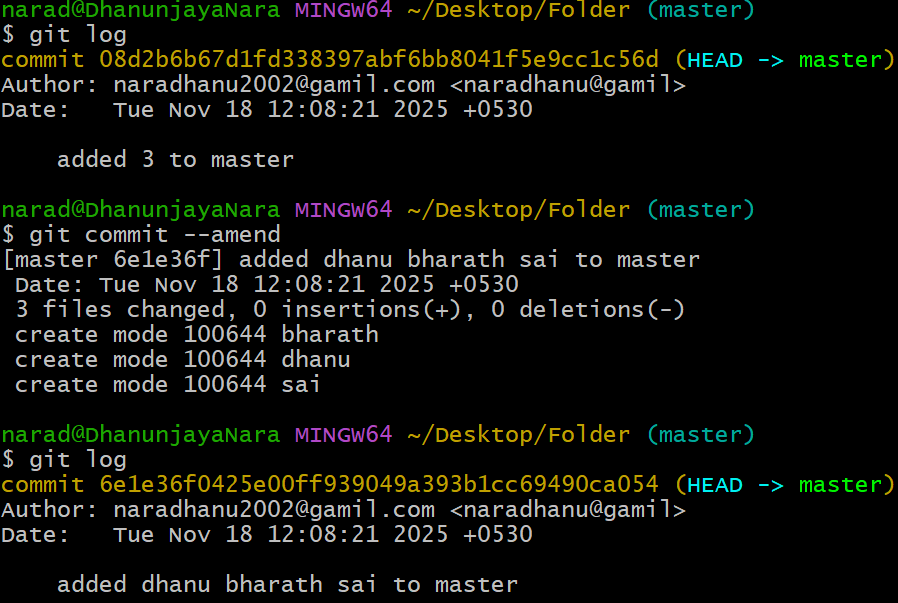 narad@DhanunjayaNara MINGW64 ~/Desktop/Folder (master)
$ git log
commit 08d2b6b67d1fd338397abf6bb8041f5e9cc1c56d (HEAD -> master)
Author: naradhanu2002@gamil.com <naradhanu@gamil>
Date:   Tue Nov 18 12:08:21 2025 +0530

    added 3 to master

narad@DhanunjayaNara MINGW64 ~/Desktop/Folder (master)
$ git commit --amend
[master 6e1e36f] added dhanu bharath sai to master
 Date: Tue Nov 18 12:08:21 2025 +0530
 3 files changed, 0 insertions(+), 0 deletions(-)
 create mode 100644 bharath
 create mode 100644 dhanu
 create mode 100644 sai

narad@DhanunjayaNara MINGW64 ~/Desktop/Folder (master)
$ git log
commit 6e1e36f0425e00ff939049a393b1cc69490ca054 (HEAD -> master)
Author: naradhanu2002@gamil.com <naradhanu@gamil>
Date:   Tue Nov 18 12:08:21 2025 +0530

    added dhanu bharath sai to master